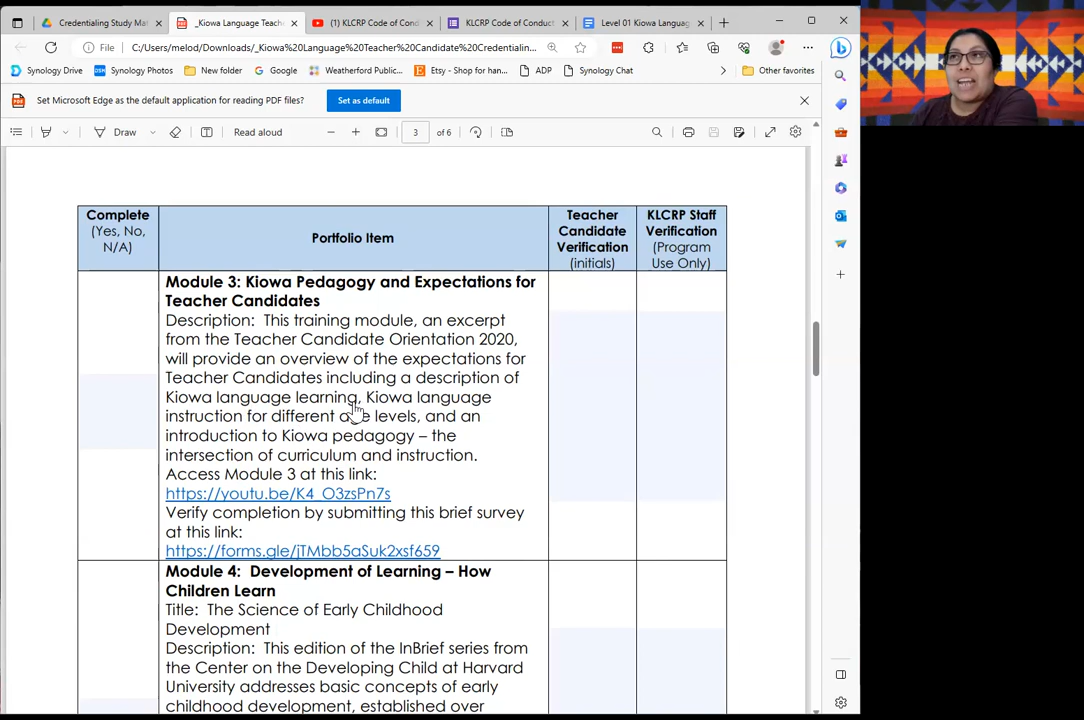 Credentialing Study Mat
_Kiowa Language Teach
(1) KLCRP Code of Cond
KLCRP Code of Conduct
Level 01 Kiowa Languag
File
C:/Users/melod/Downloads/_Kiowa%20Language%20Teacher%20Candidate%20Credentialin...
Synology Drive
Synology Photos
New folder
Google
Weatherford Public...
Etsy - Shop for han...
ADP
Synology Chat
Other favorites
Set Microsoft Edge as the default application for reading PDF files?
Set as default
Draw
Read aloud
3
of 6
Complete
(Yes, No,
N/A)
Portfolio Item
Teacher
Candidate
Verification
(initials)
KLCRP Staff
Verification
(Program
Use Only)
Module 3: Kiowa Pedagogy and Expectations for
Teacher Candidates
Description: This training module, an excerpt
from the Teacher Candidate Orientation 2020,
will provide an overview of the expectations for
Teacher Candidates including a description of
Kiowa language learning, Kiowa language
instruction for different age levels, and an
introduction to Kiowa pedagogy – the
intersection of curriculum and instruction.
Access Module 3 at this link:
https://youtu.be/K4_O3zsPn7s
Verify completion by submitting this brief survey
at this link:
https://forms.gle/jTMbb5aSuk2xsf659
Module 4: Development of Learning – How
Children Learn
Title: The Science of Early Childhood
Development
Description: This edition of the InBrief series from
the Center on the Developing Child at Harvard
University addresses basic concepts of early
childhood development, established over